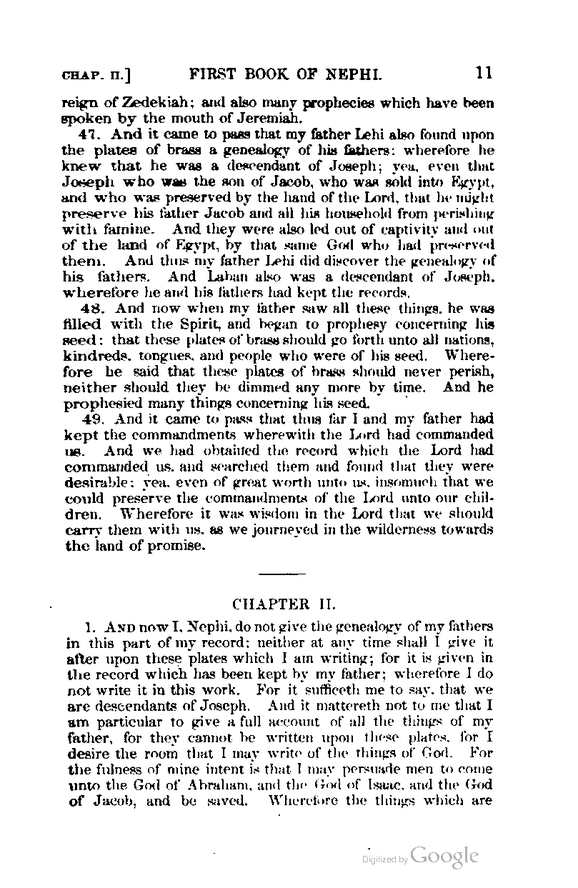 CHAP. II.] FIRST BOOK OF NEPHI. 11
reign of Zedekiah; and also many prophecies which have been
spoken by the mouth of Jeremiah.
47. And it came to pass that my father Lehi also found upon
the plates of brass a genealogy of his fathers: wherefore he
knew that he was a descendant of Joseph; yea, even that
Joseph who was the son of Jacob, who was sold into Egypt,
and who was preserved by the hand of the Lord, that he might
preserve his father Jacob and all his household from perishing
with famine. And they were also led out of captivity and out
of the land of Egypt, by that same God who had preserved
them. And thus my father Lehi did discover the genealogy of
his fathers. And Laban also was a descendant of Joseph,
wherefore he and his fathers had kept the records.
48. And now when my father saw all these things, he was
filled with the Spirit, and began to prophesy concerning his
seed: that these plates of brass should go forth unto all nations,
kindreds, tongues, and people who were of his seed. Where-
fore he said that these plates of brass should never perish,
neither should they be dimmed any more by time. And he
prophesied many things concerning his seed.
49. And it came to pass that thus far I and my father had
kept the commandments wherewith the Lord had commanded
us. And we had obtained the record which the Lord had
commanded us, and searched them and found that they were
desirable; yea, even of great worth unto us, insomuch that we
could preserve the commandments of the Lord unto our chil-
dren. Wherefore it was wisdom in the Lord that we should
carry them with us, as we journeyed in the wilderness towards
the land of promise.
CHAPTER II.
1. AND now I, Nephi, do not give the genealogy of my fathers
in this part of my record; neither at any time shall I give it
after upon these plates which I am writing; for it is given in
the record which has been kept by my father; wherefore I do
not write it in this work. For it sufficeth me to say, that we
are descendants of Joseph. And it mattereth not to me that I
am particular to give a full account of all the things of my
father, for they cannot be written upon these plates, for I
desire the room that I may write of the things of God. For
the fulness of mine intent is that I may persuade men to come
unto the God of Abraham, and the God of Isaac, and the God
of Jacob, and be saved. Wherefore the things which are
Digitized by Google